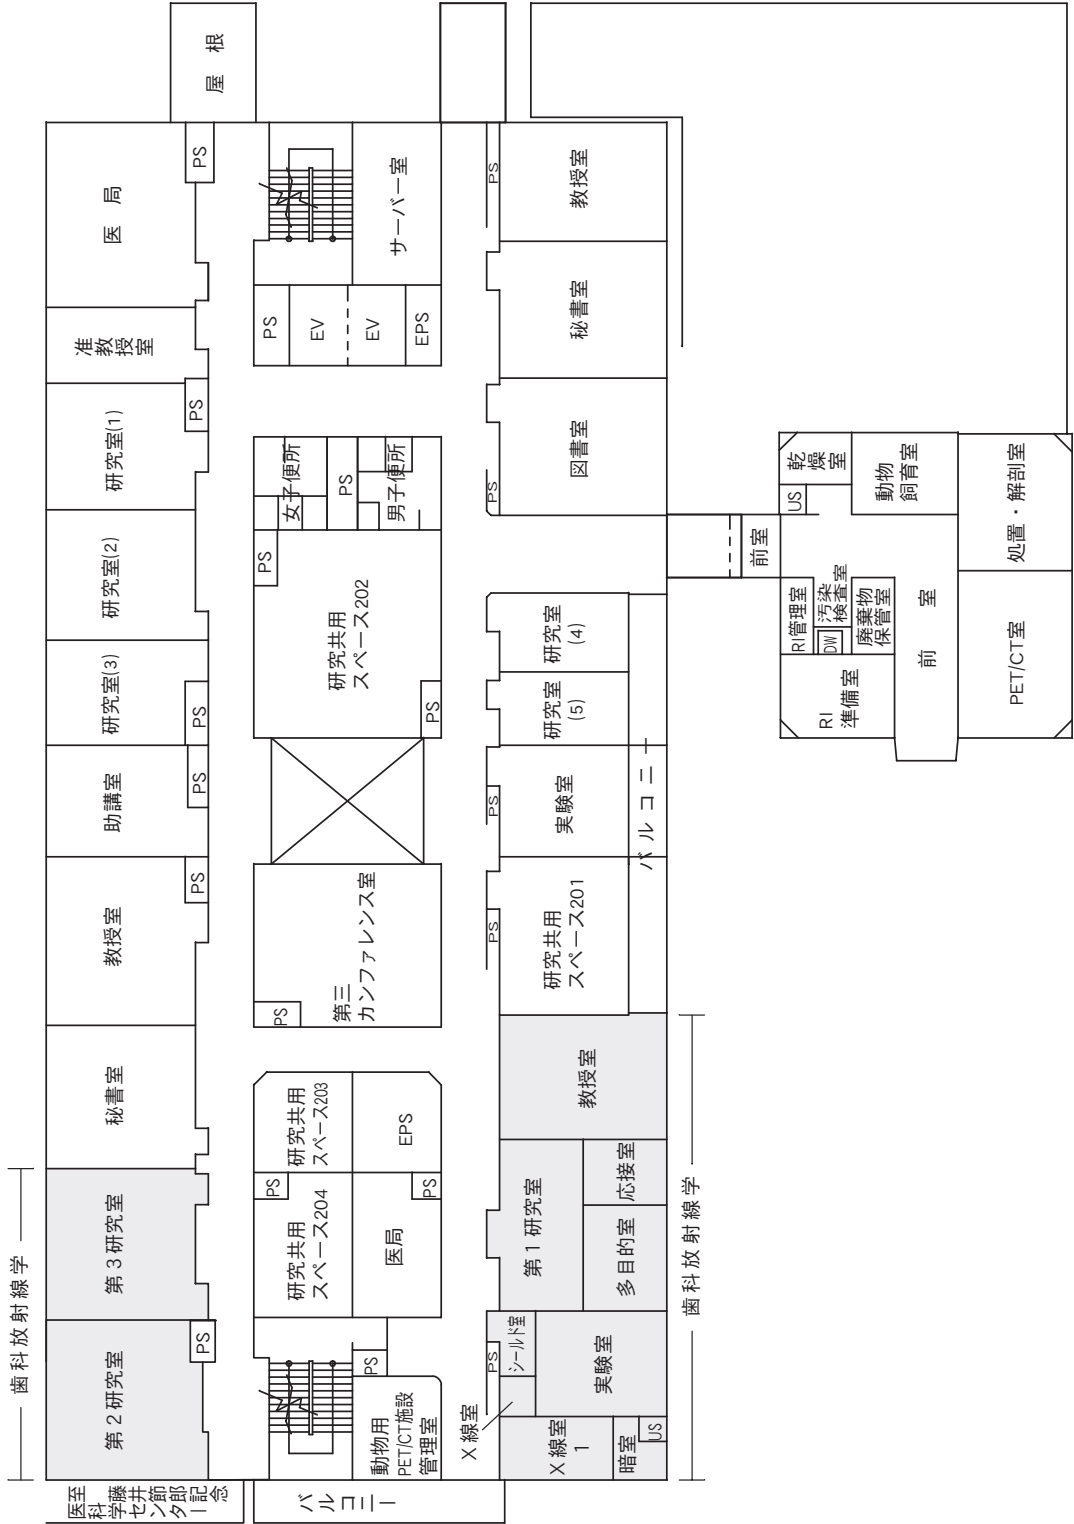 屋根
医局
PS
サーバー室
PS
教授室
准教授室
PS
EV
EV
EPS
秘書室
研究室(1)
PS
女子便所
PS
男子便所
PS
図書室
研究室(2)
PS
研究共用
スペース202
PS
研究室(3)
PS
研究室
(4)
研究室
(5)
前室
US
乾燥室
動物
飼育室
処置・解剖室
RI管理室
汚染
検査室
DW
廃棄物
保管室
RI
準備室
前室
PET/CT室
助講室
PS
PS
実験室
バルコニー
教授室
PS
第三
カンファレンス室
PS
PS
研究共用
スペース201
秘書室
研究共用
スペース203
EPS
教授室
歯科放射線学
第3研究室
PS
研究共用
スペース204
PS
医局
第1研究室
応接室
多目的室
歯科放射線学
第2研究室
PS
PS
動物用
PET/CT施設
管理室
PS
シールド室
X線室
実験室
X線室
1
暗室
US
至藤井節郎記念
医科学センター
バルコニー